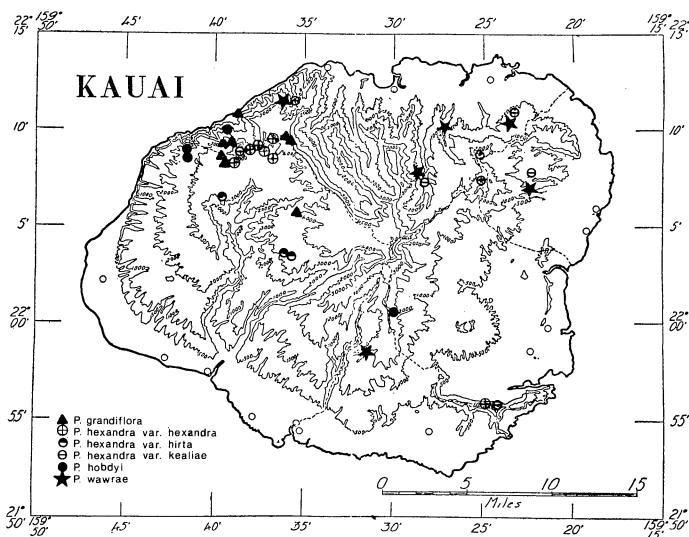 22° 159° 45' 40' 35' 30' 25' 20' 159° 22°
15' 50' 15' 15'
KAUAI
10' 10'
5' 5'
22° 22°
00' 00'
55' 55'
P. grandiflora
P. hexandra var. hexandra
P. hexandra var. hirta
P. hexandra var. kealiae
P. hobdyi
P. wawrae
0 5 10 15
Miles
21° 21°
50' 159° 45' 40' 35' 30' 25' 20' 159° 50'
50' 15'